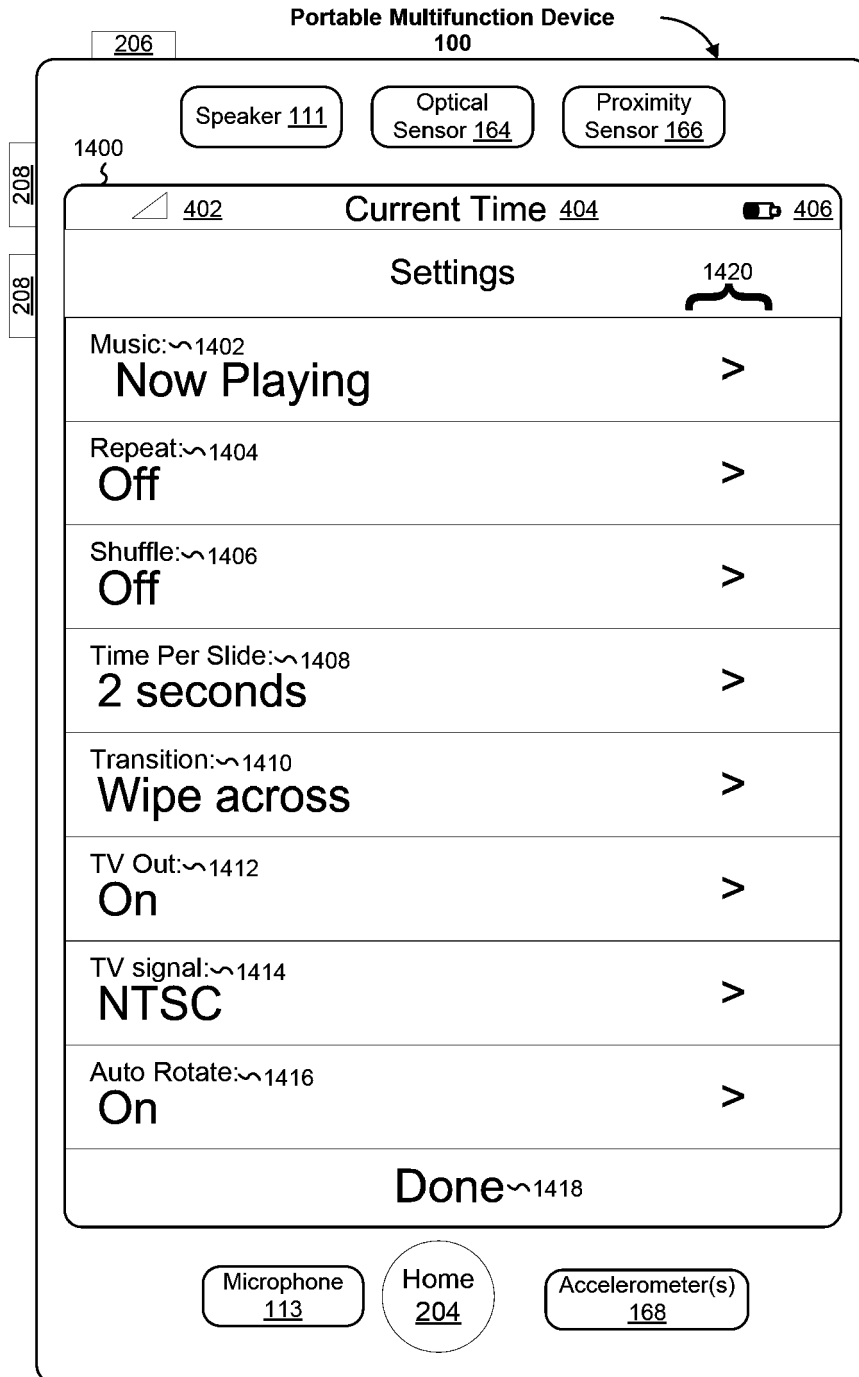 Portable Multifunction Device
100
206
Speaker 111
Optical
Sensor 164
Proximity
Sensor 166
1400
208
208
402
Current Time 404
406
Settings
1420
Music: 1402
Now Playing
>
Repeat: 1404
Off
>
Shuffle: 1406
Off
>
Time Per Slide: 1408
2 seconds
>
Transition: 1410
Wipe across
>
TV Out: 1412
On
>
TV signal: 1414
NTSC
>
Auto Rotate: 1416
On
>
Done 1418
Microphone
113
Home
204
Accelerometer(s)
168